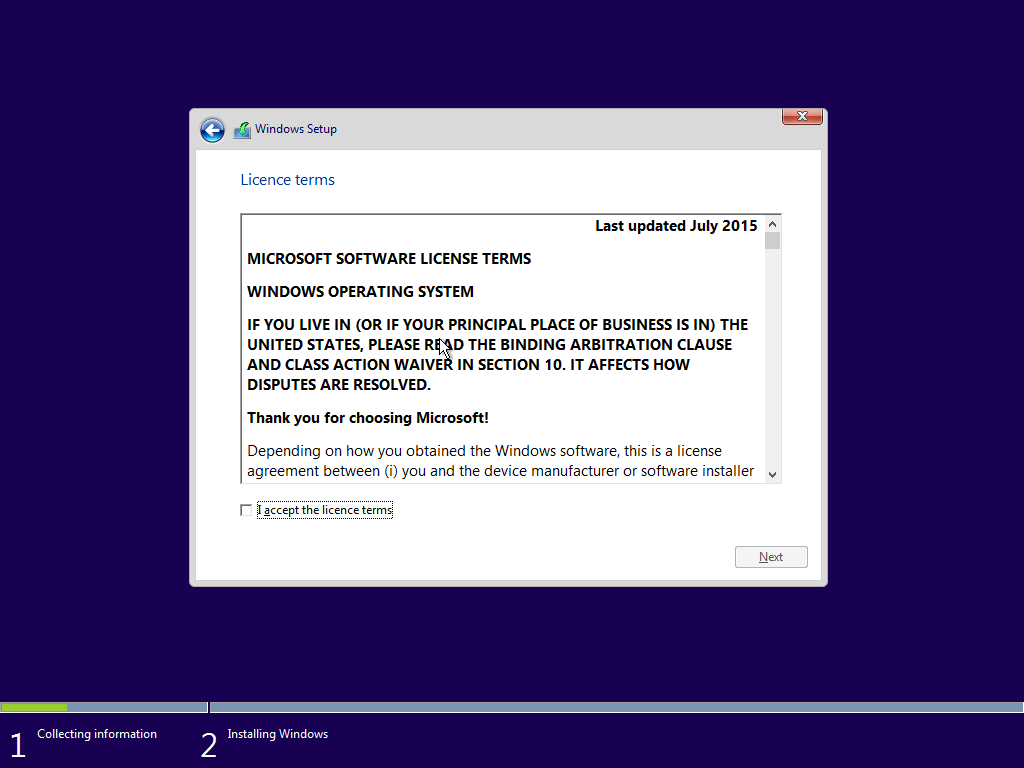 Windows Setup
Licence terms
Last updated July 2015
MICROSOFT SOFTWARE LICENSE TERMS
WINDOWS OPERATING SYSTEM
IF YOU LIVE IN (OR IF YOUR PRINCIPAL PLACE OF BUSINESS IS IN) THE
UNITED STATES, PLEASE READ THE BINDING ARBITRATION CLAUSE
AND CLASS ACTION WAIVER IN SECTION 10. IT AFFECTS HOW
DISPUTES ARE RESOLVED.
Thank you for choosing Microsoft!
Depending on how you obtained the Windows software, this is a license
agreement between (i) you and the device manufacturer or software installer
I accept the licence terms
Next
1 Collecting information
2 Installing Windows